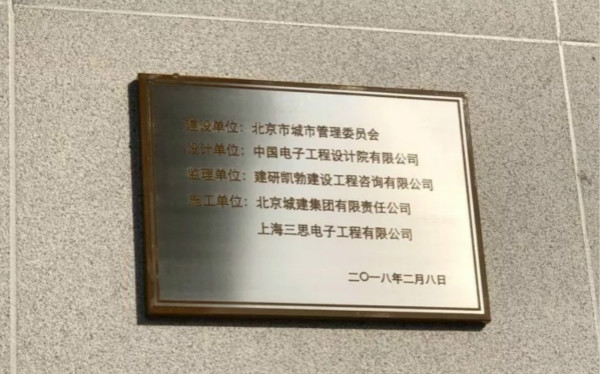 建设单位：北京市城市管理委员会
设计单位：中国电子工程设计院有限公司
监理单位：建研凯勃建设工程咨询有限公司
施工单位：北京城建集团有限责任公司
上海三思电子工程有限公司
二〇一八年二月八日